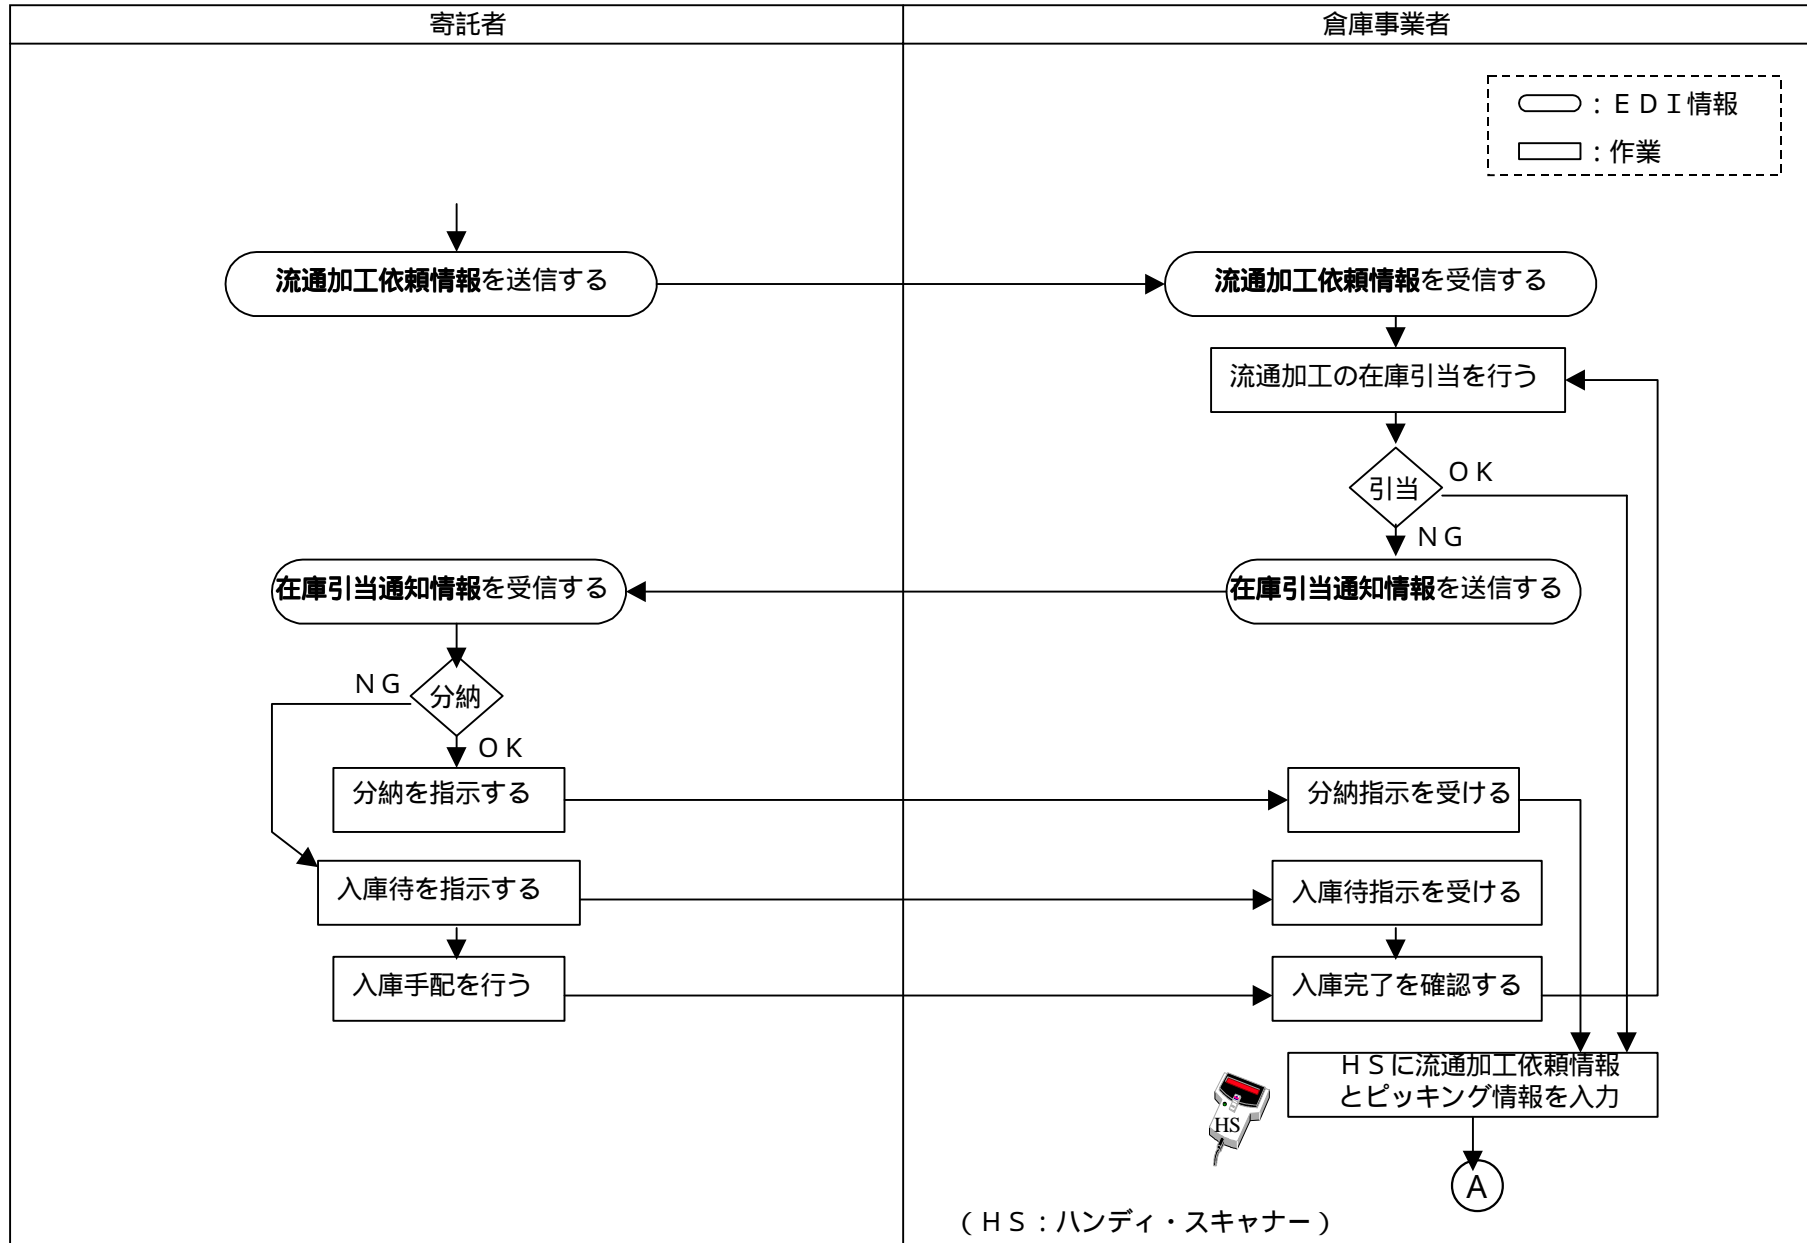 寄託者
倉庫事業者
：ＥＤＩ情報
：作業
流通加工依頼情報を送信する
流通加工依頼情報を受信する
流通加工の在庫引当を行う
引当
ＯＫ
ＮＧ
在庫引当通知情報を受信する
在庫引当通知情報を送信する
ＮＧ
分納
ＯＫ
分納を指示する
分納指示を受ける
入庫待を指示する
入庫待指示を受ける
入庫手配を行う
入庫完了を確認する
ＨＳに流通加工依頼情報
とピッキング情報を入力
HS
A
（ＨＳ：ハンディ・スキャナー）